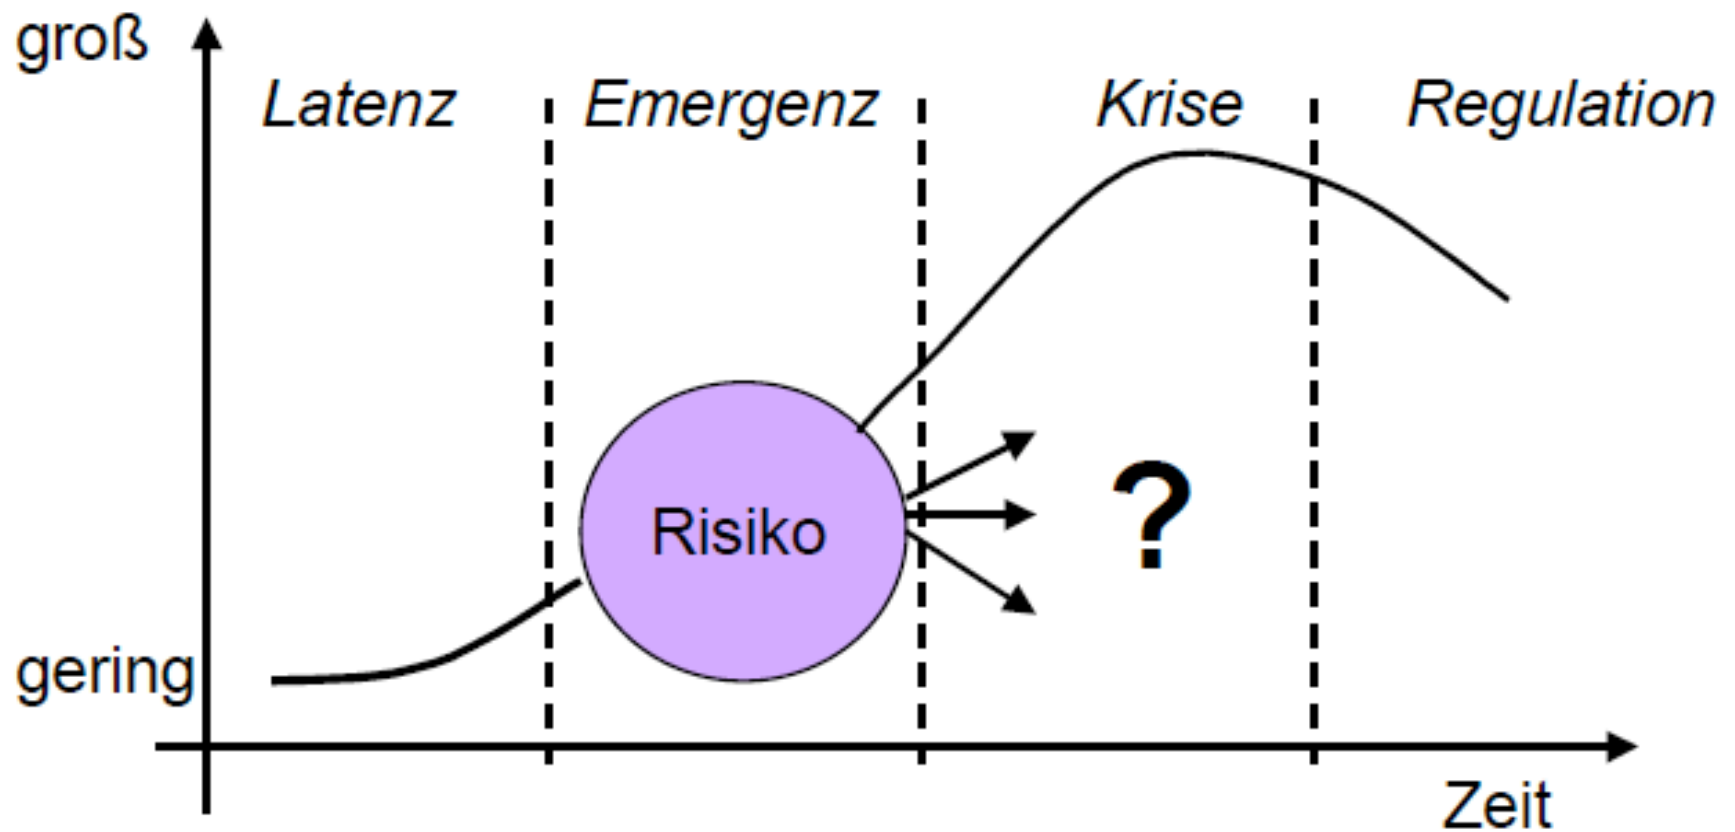 groß
Latenz Emergenz Krise Regulation
Risiko
?
gering
Zeit